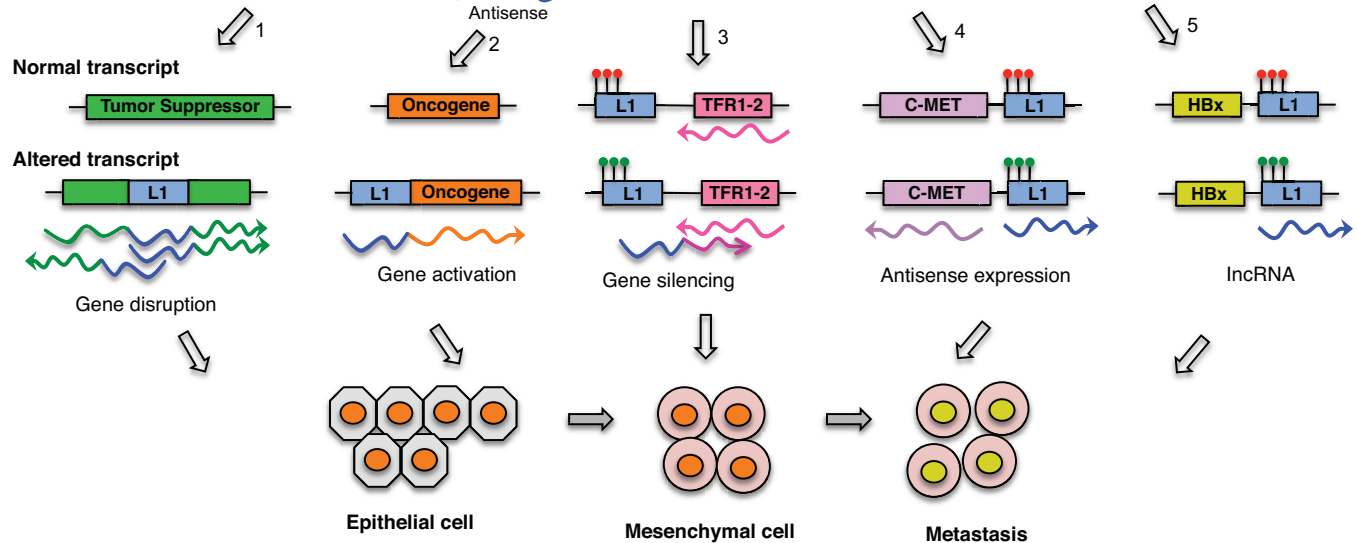 Antisense
1
2
3
4
5
Normal transcript
Tumor Suppressor
Oncogene
L1
TFR1-2
C-MET
L1
HBx
L1
Altered transcript
L1
L1 Oncogene
L1
TFR1-2
C-MET
L1
HBx
L1
Gene disruption
Gene activation
Gene silencing
Antisense expression
lncRNA
Epithelial cell
Mesenchymal cell
Metastasis